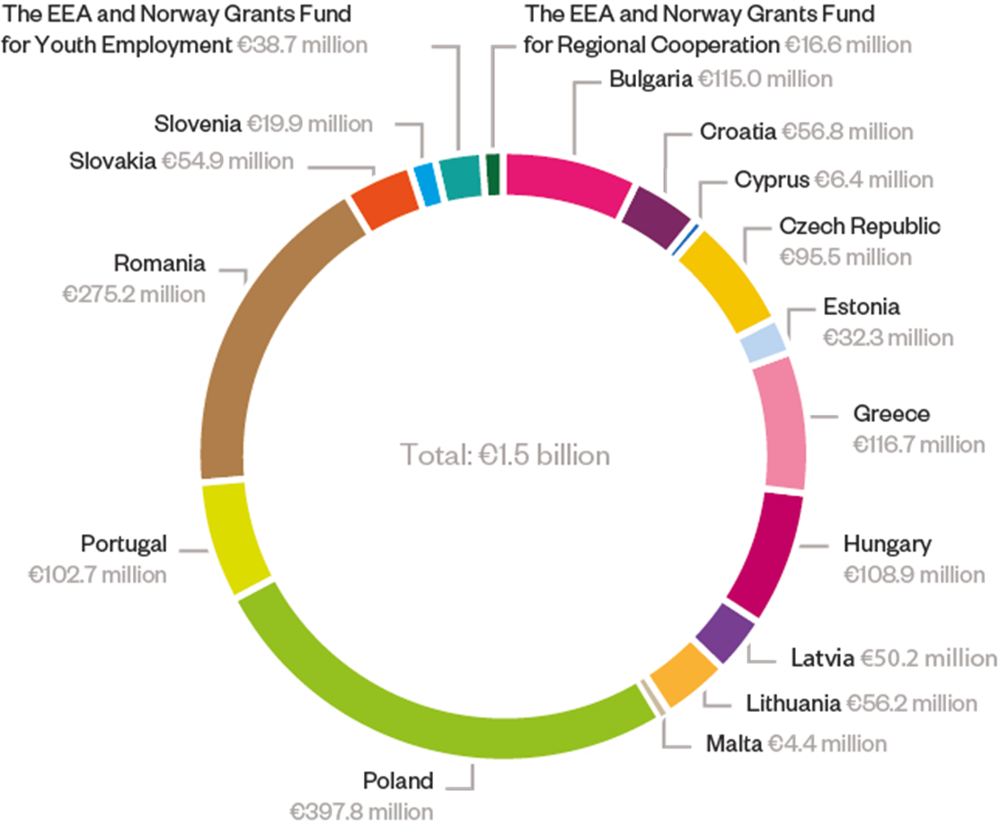 The EEA and Norway Grants Fund
for Youth Employment €38.7 million
The EEA and Norway Grants Fund
for Regional Cooperation €16.6 million
Bulgaria €115.0 million
Croatia €56.8 million
Cyprus €6.4 million
Czech Republic
€95.5 million
Estonia
€32.3 million
Greece
€116.7 million
Hungary
€108.9 million
Latvia €50.2 million
Lithuania €56.2 million
Malta €4.4 million
Poland
€397.8 million
Portugal
€102.7 million
Romania
€275.2 million
Slovakia €54.9 million
Slovenia €19.9 million
Total: €1.5 billion